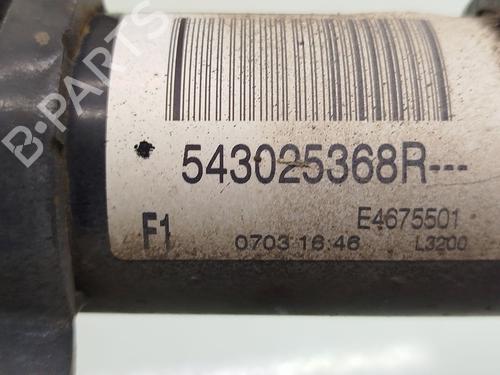 B-PARTS
543025368R---
F1 E4675501
0703 16:46 L3200